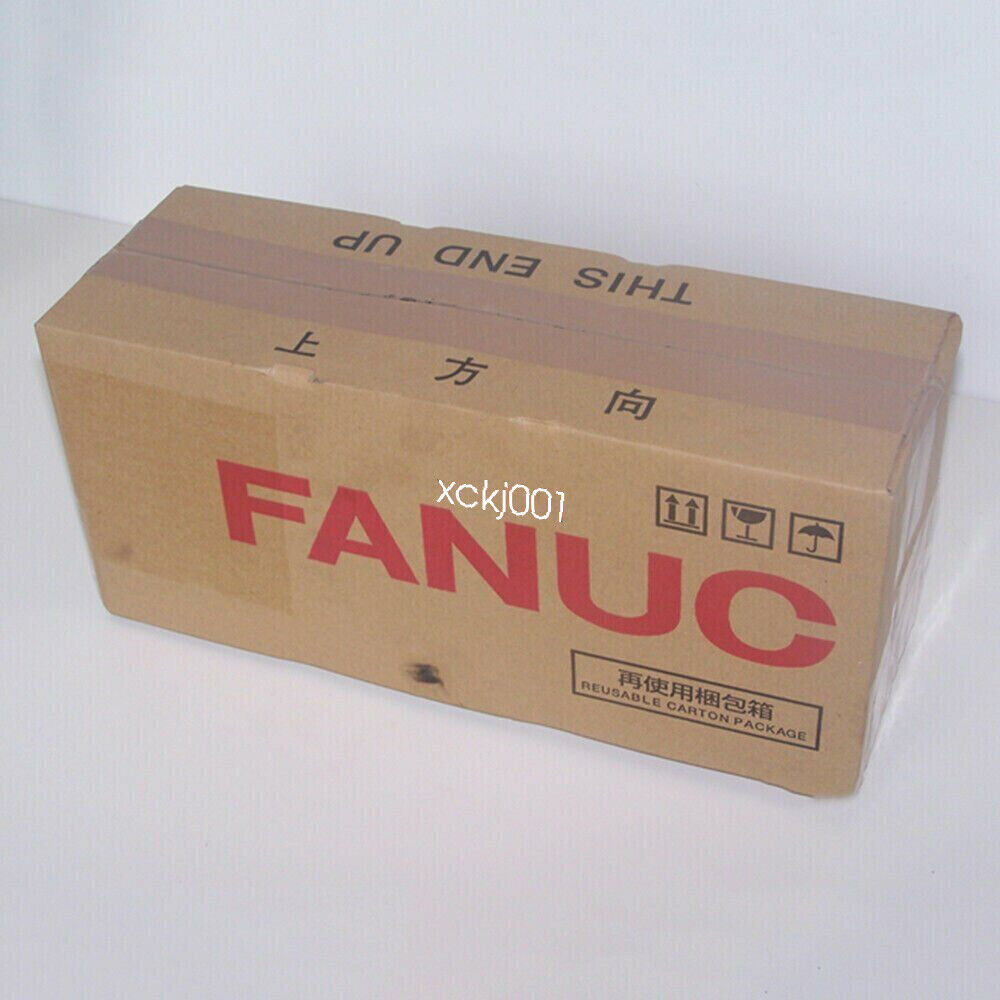 THIS END UP
上方向
xckj001
FANUC
再使用梱包箱
REUSABLE CARTON PACKAGE